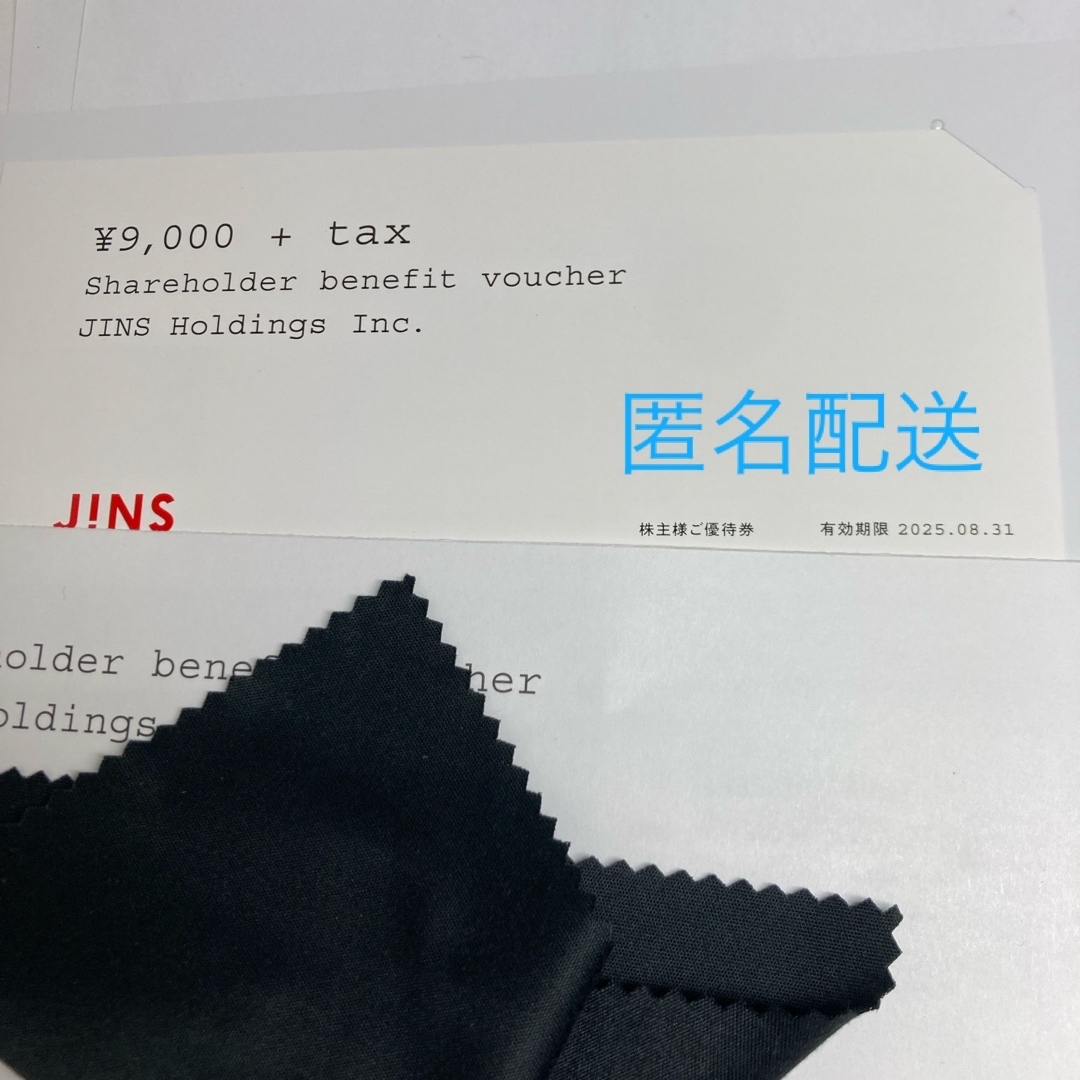 ¥9,000 + tax
Shareholder benefit voucher
JINS Holdings Inc.
匿名配送
J!NS
株主様ご優待券 有効期限 2025.08.31
older bene her
oldings